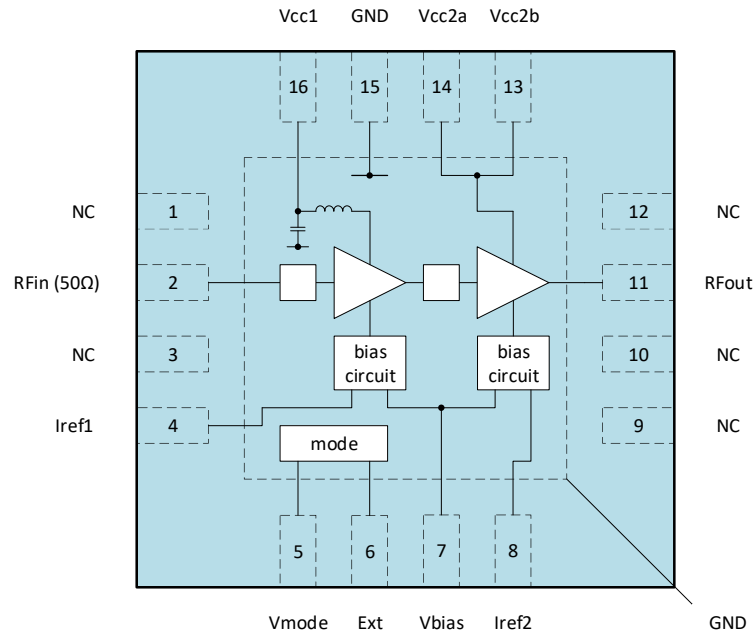 Vcc1 GND Vcc2a Vcc2b
16 15 14 13
NC 1 12 NC
RFin (50Ω) 2 11 RFout
NC 3 bias bias 10 NC
circuit circuit
Iref1 4 9 NC
mode
5 6 7 8
Vmode Ext Vbias Iref2 GND